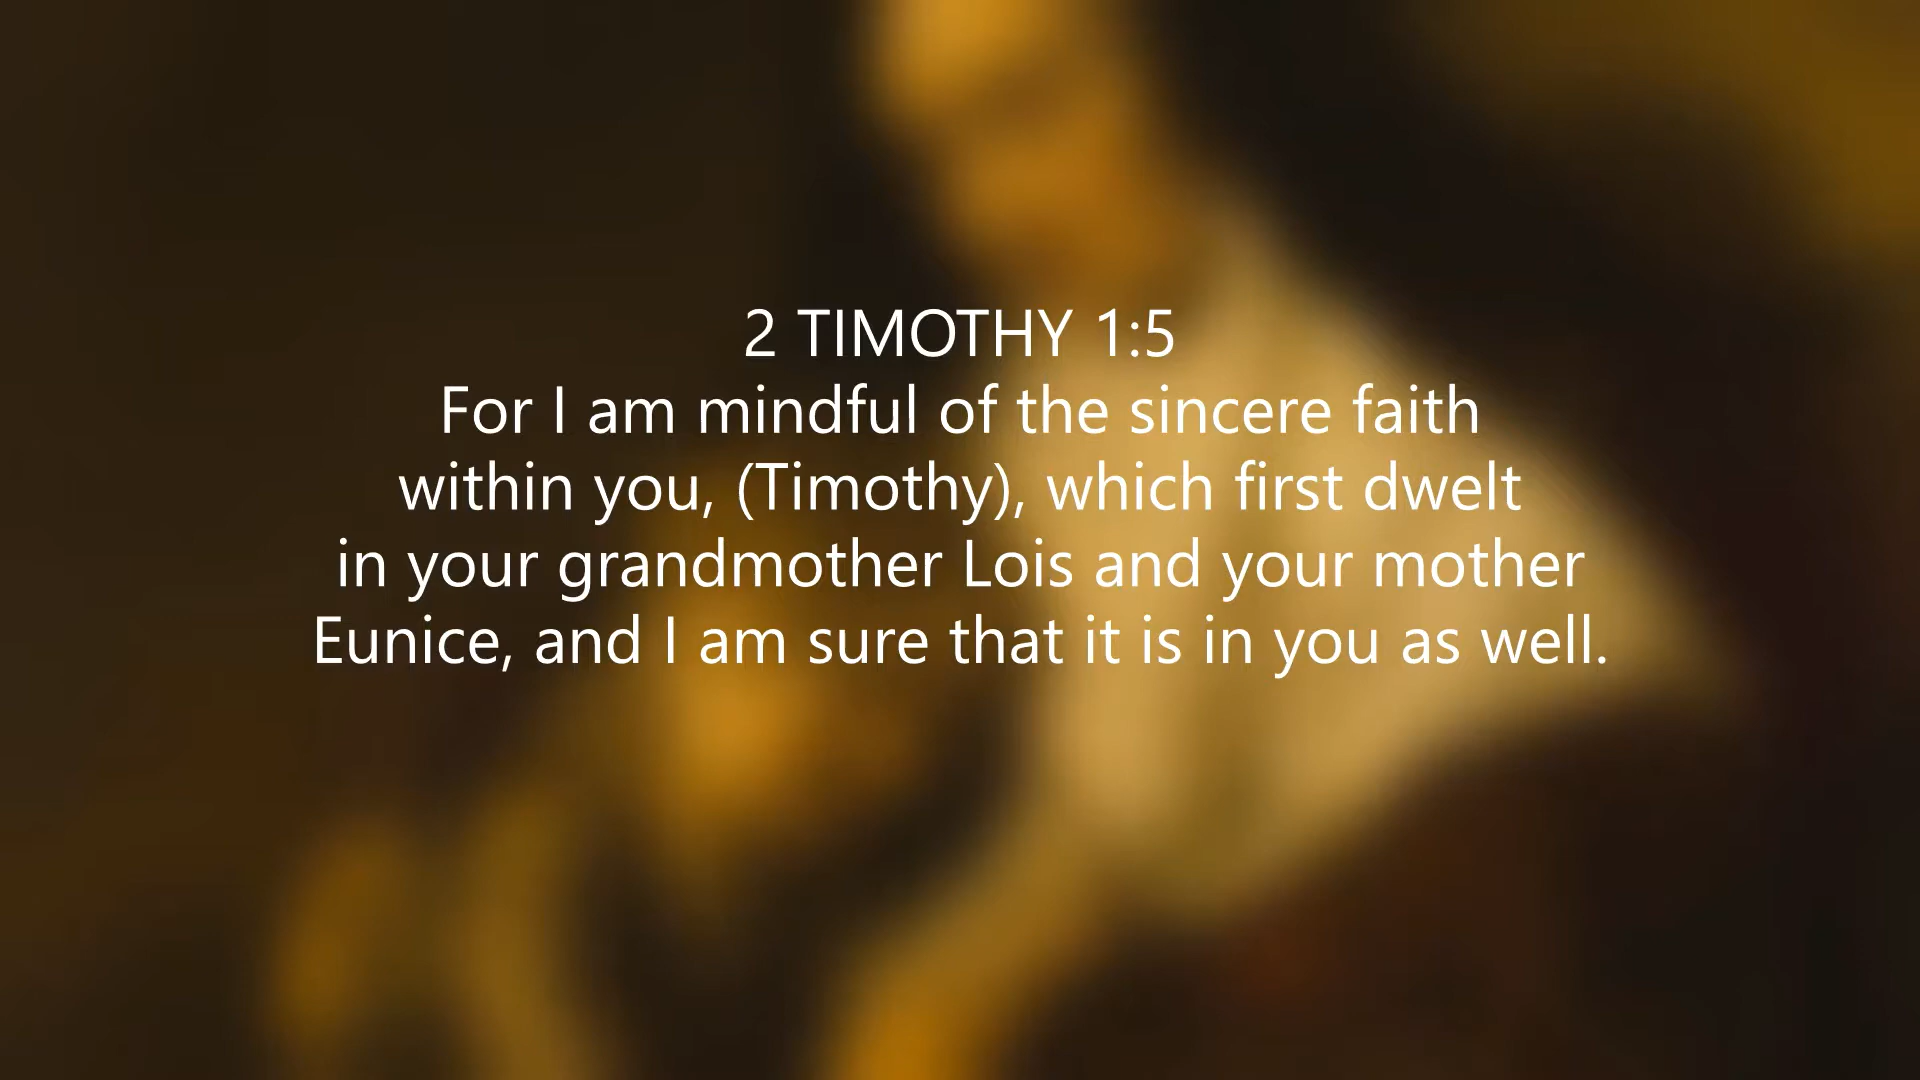 2 TIMOTHY 1:5
For I am mindful of the sincere faith
within you, (Timothy), which first dwelt
in your grandmother Lois and your mother
Eunice, and I am sure that it is in you as well.